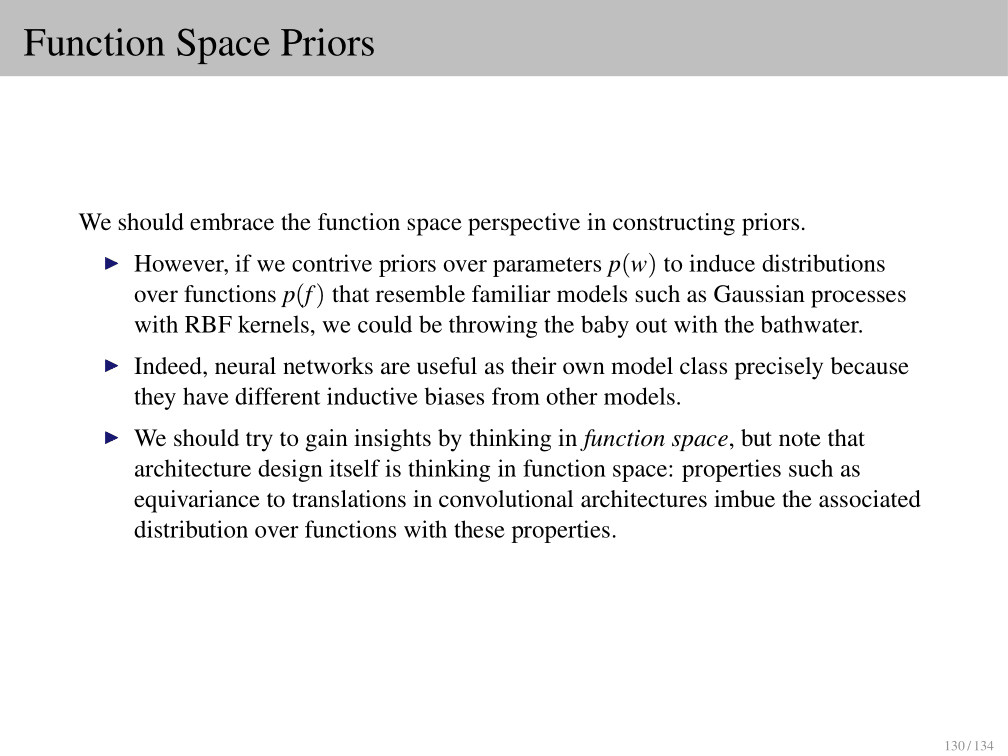 Function Space Priors
We should embrace the function space perspective in constructing priors.
▶ However, if we contrive priors over parameters p(w) to induce distributions
over functions p(f) that resemble familiar models such as Gaussian processes
with RBF kernels, we could be throwing the baby out with the bathwater.
▶ Indeed, neural networks are useful as their own model class precisely because
they have different inductive biases from other models.
▶ We should try to gain insights by thinking in function space, but note that
architecture design itself is thinking in function space: properties such as
equivariance to translations in convolutional architectures imbue the associated
distribution over functions with these properties.
130 / 134